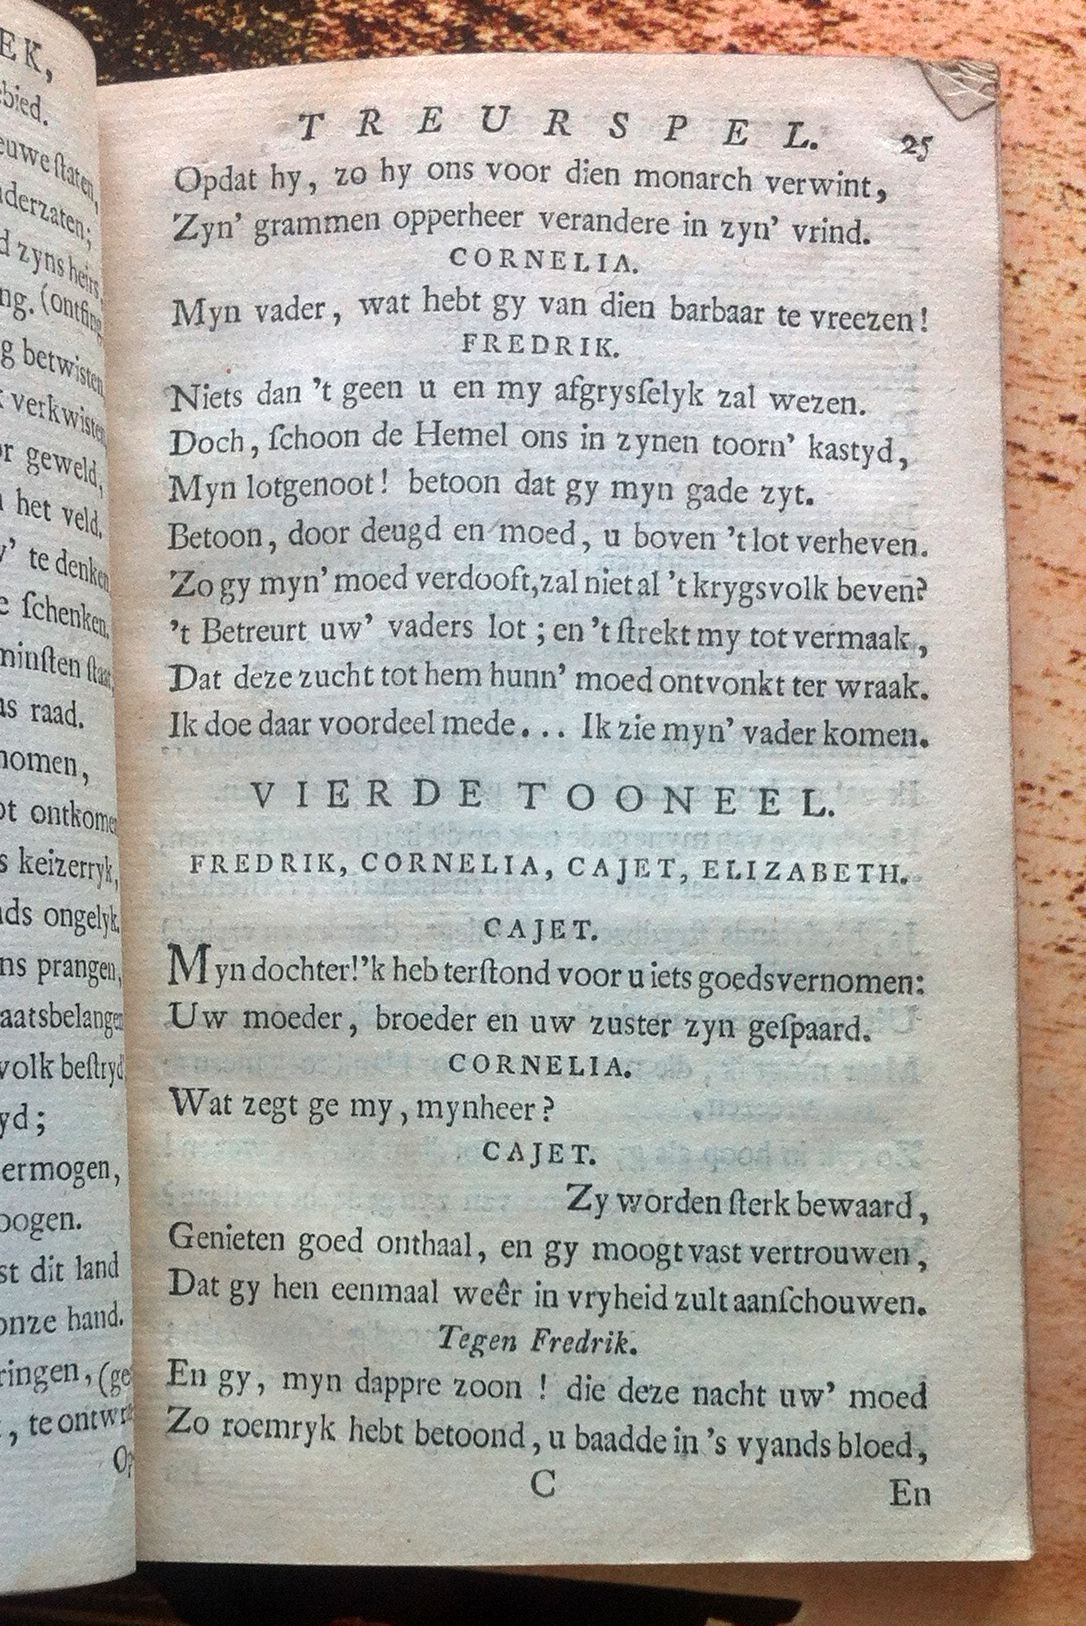 TREURSPEL. 25
Opdat hy, zo hy ons voor dien monarch verwint,
Zyn' grammen opperheer verandere in zyn' vrind.
CORNELIA.
Myn vader, wat hebt gy van dien barbaar te vreezen!
FREDRIK.
Niets dan 't geen u en my afgrysſelyk zal wezen.
Doch, ſchoon de Hemel ons in zynen toorn' kastyd,
Myn lotgenoot! betoon dat gy myn gade zyt.
Betoon, door deugd en moed, u boven 't lot verheven.
Zo gy myn' moed verdooft, zal niet al 't krygsvolk beven?
't Betreurt uw' vaders lot; en 't ſtrekt my tot vermaak,
Dat deze zucht tot hem hunn' moed ontvonkt ter wraak.
Ik doe daar voordeel mede... Ik zie myn' vader komen.
VIERDE TOONEEL.
FREDRIK, CORNELIA, CAJET, ELIZABETH.
CAJET.
Myn dochter! 'k heb terſtond voor u iets goeds vernomen:
Uw moeder, broeder en uw zuster zyn geſpaard.
CORNELIA.
Wat zegt ge my, mynheer?
CAJET.
Zy worden ſterk bewaard,
Genieten goed onthaal, en gy moogt vast vertrouwen,
Dat gy hen eenmaal weêr in vryheid zult aanſchouwen.
Tegen Fredrik.
En gy, myn dappre zoon! die deze nacht uw' moed
Zo roemryk hebt betoond, u baadde in 's vyands bloed,
C En